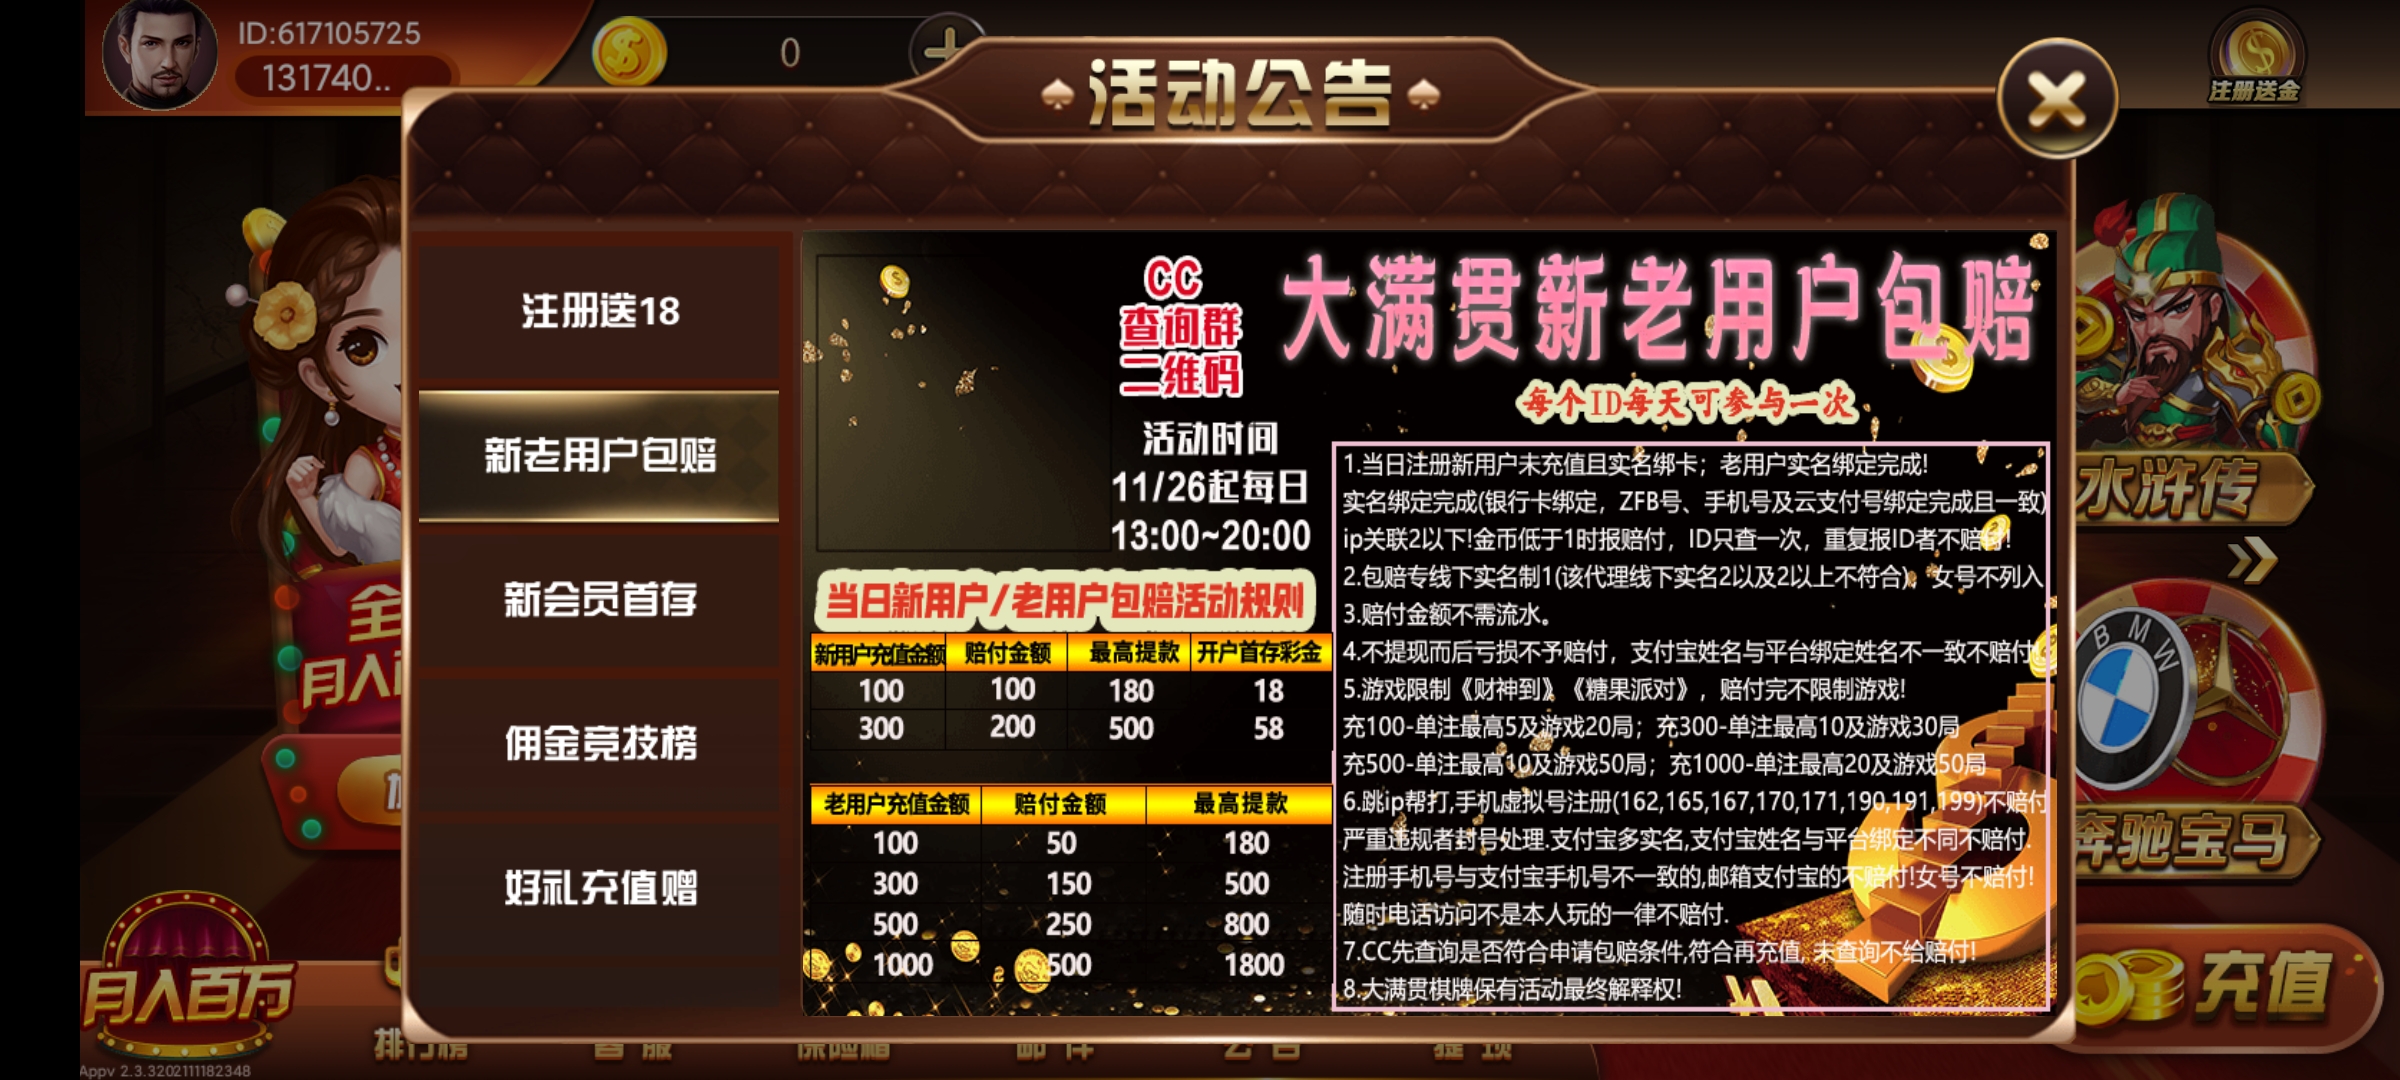 ID:617105725
131740..
0
活动公告
注册送金
注册送18
新老用户包赔
新会员首存
佣金竞技榜
好礼充值赠
CC
查询群
二维码
大满贯新老用户包赔
每个ID每天可参与一次
活动时间
11/26起每日
13:00~20:00
当日新用户/老用户包赔活动规则
新用户充值金额 赔付金额 最高提款 开户首存彩金
100 100 180 18
300 200 500 58
老用户充值金额 赔付金额 最高提款
100 50 180
300 150 500
500 250 800
1000 500 1800
1.当日注册新用户未充值且实名绑卡；老用户实名绑定完成!
实名绑定完成(银行卡绑定，ZFB号、手机号及云支付号绑定完成且一致)
ip关联2以下!金币低于1时报赔付，ID只查一次，重复报ID者不赔付!
2.包赔专线下实名制1(该代理线下实名2以及2以上不符合)，女号不列入
3.赔付金额不需流水。
4.不提现而后亏损不予赔付，支付宝姓名与平台绑定姓名不一致不赔付!
5.游戏限制《财神到》《糖果派对》，赔付完不限制游戏!
充100-单注最高5及游戏20局；充300-单注最高10及游戏30局
充500-单注最高10及游戏50局；充1000-单注最高20及游戏50局
6.跳ip帮打,手机虚拟号注册(162,165,167,170,171,190,191,199)不赔付
严重违规者封号处理.支付宝多实名,支付宝姓名与平台绑定不同不赔付.
注册手机号与支付宝手机号不一致的,邮箱支付宝的不赔付!女号不赔付!
随时电话访问不是本人玩的一律不赔付.
7.CC先查询是否符合申请包赔条件,符合再充值, 未查询不给赔付!
8.大满贯棋牌保有活动最终解释权!
水浒传
BMW
奔驰宝马
全
月入
月入百万
排行榜
客服
保险箱
邮件
公告
提现
充值
Appv 2.3.3202111182348